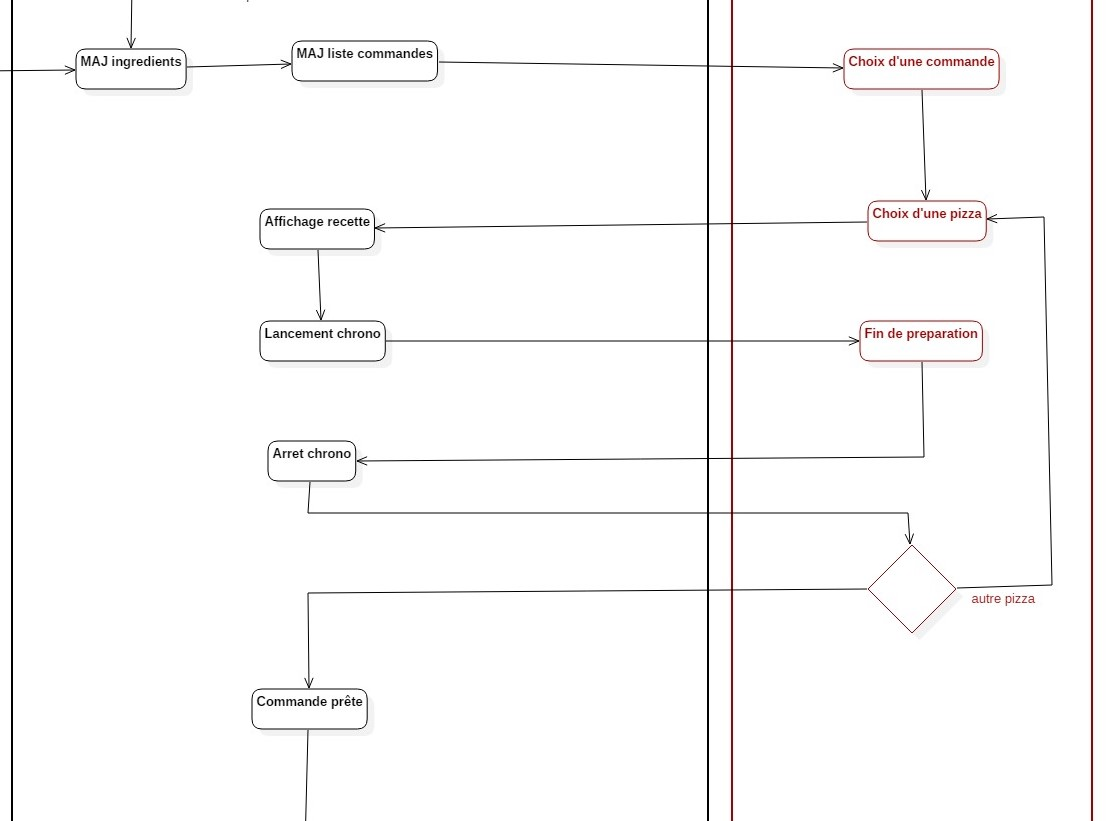 MAJ ingredients
MAJ liste commandes
Choix d'une commande
Affichage recette
Choix d'une pizza
Lancement chrono
Fin de preparation
Arret chrono
autre pizza
Commande prête